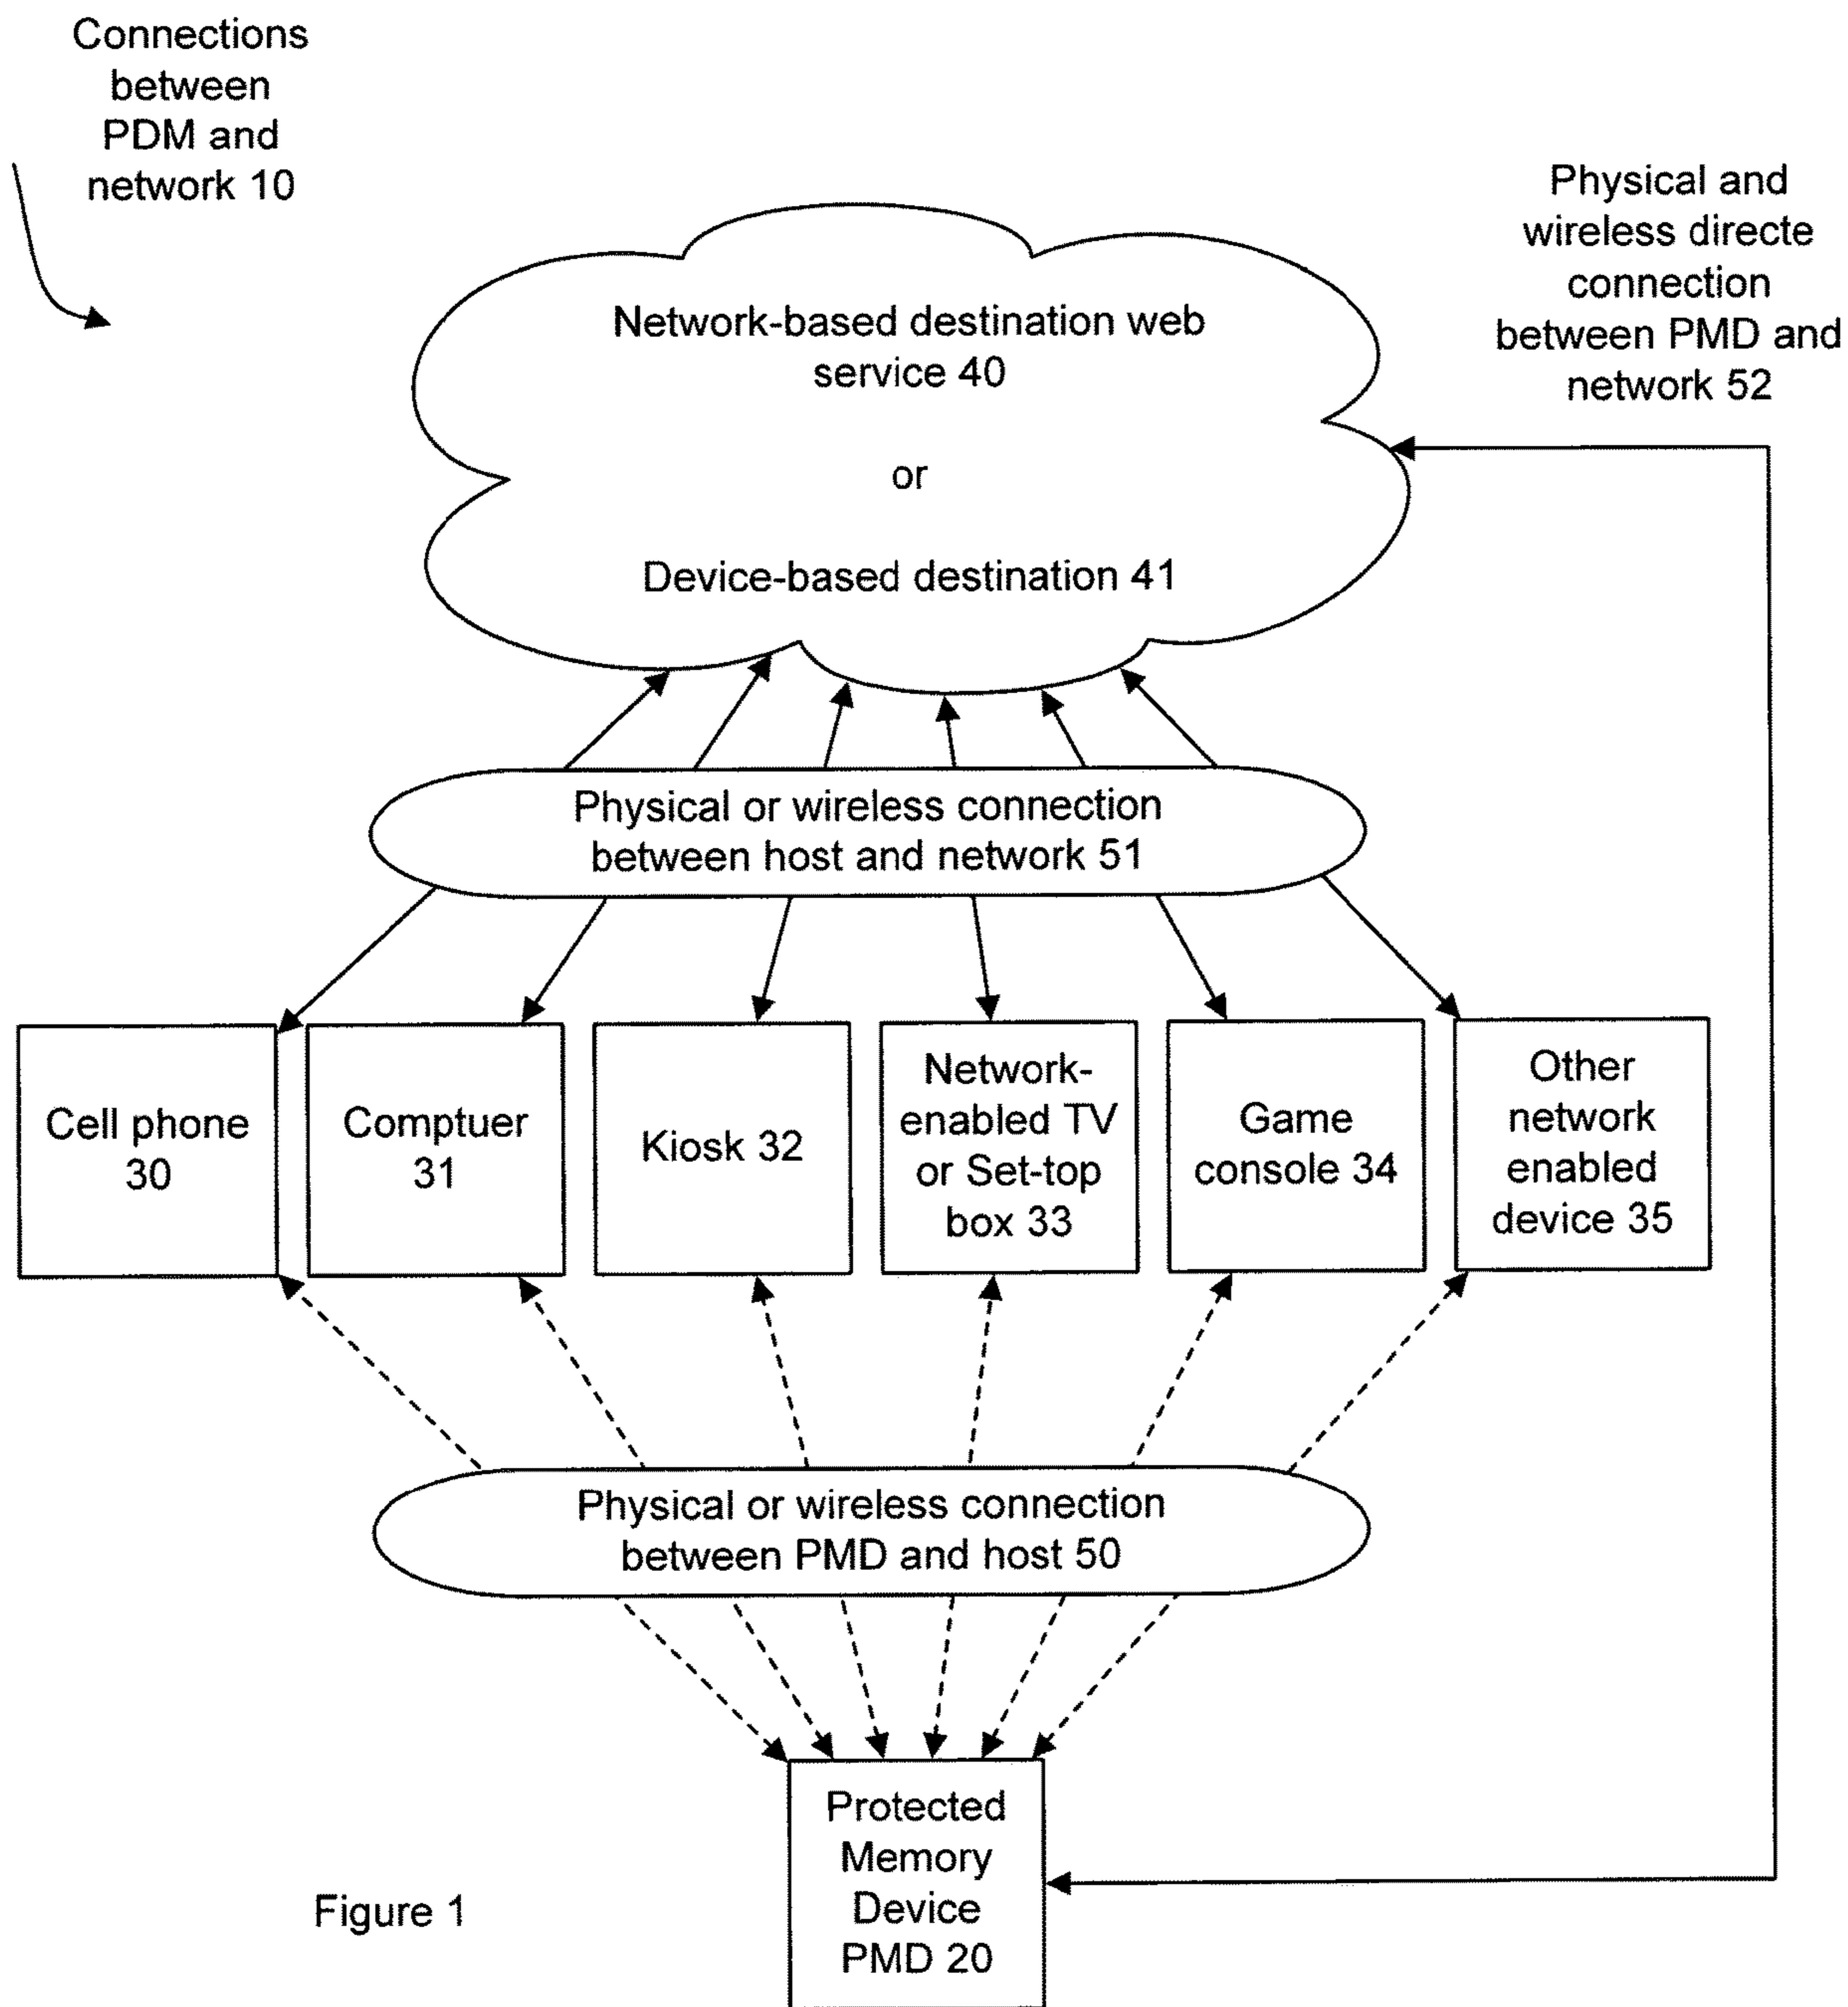 Connections
between
PDM and
network 10
Physical and
wireless directe
connection
between PMD and
network 52
Network-based destination web
service 40
or
Device-based destination 41
Physical or wireless connection
between host and network 51
Cell phone
30
Comptuer
31
Kiosk 32
Network-
enabled TV
or Set-top
box 33
Game
console 34
Other
network
enabled
device 35
Physical or wireless connection
between PMD and host 50
Protected
Memory
Device
PMD 20
Figure 1